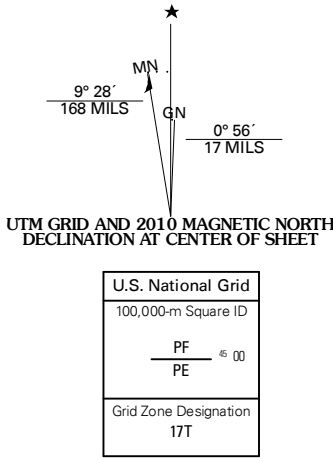 ★
MN
9° 28´
168 MILS
GN
0° 56´
17 MILS
UTM GRID AND 2010 MAGNETIC NORTH
DECLINATION AT CENTER OF SHEET
U.S. National Grid
100,000-m Square ID
PF
45 00
PE
Grid Zone Designation
17T